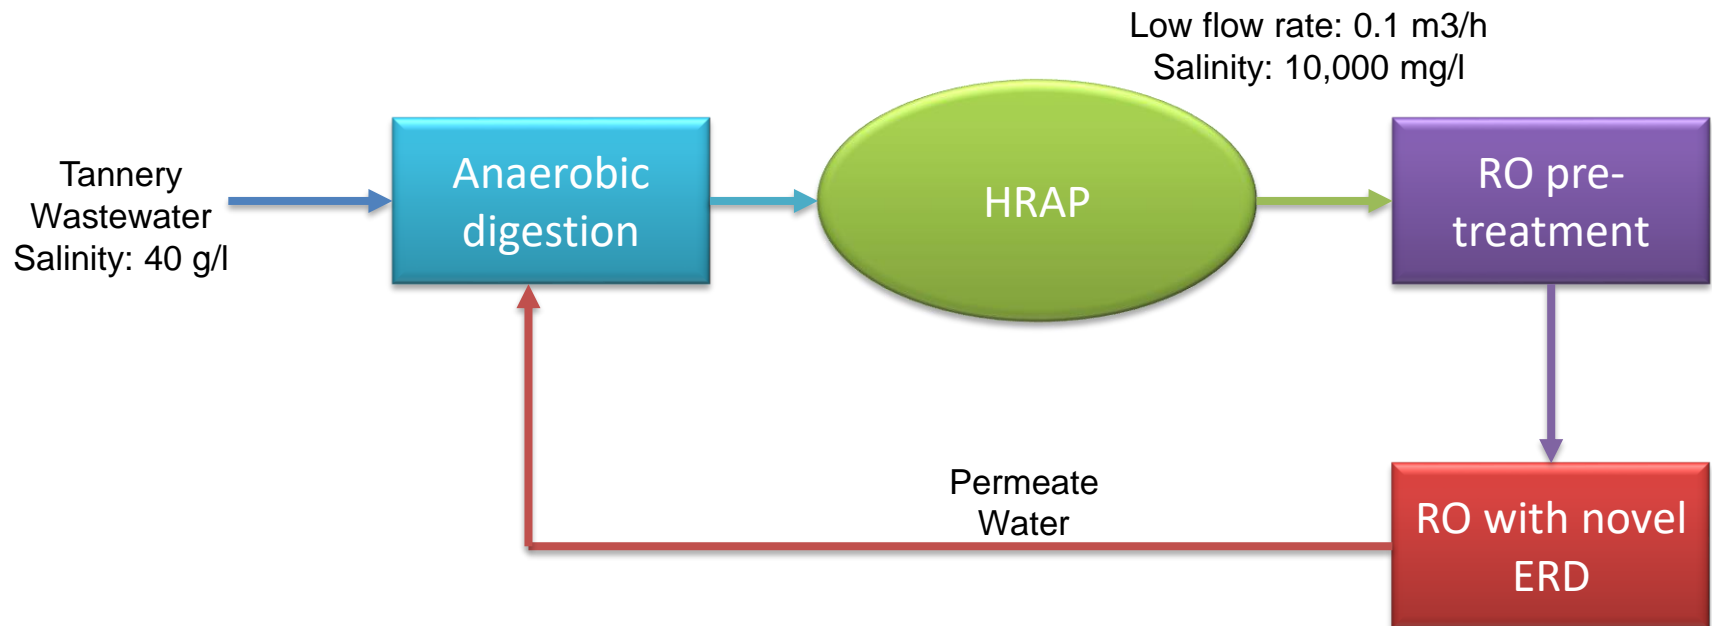 Low flow rate: 0.1 m3/h
Salinity: 10,000 mg/l
Tannery
Wastewater
Salinity: 40 g/l
Anaerobic
digestion
HRAP
RO pre-
treatment
Permeate
Water
RO with novel
ERD